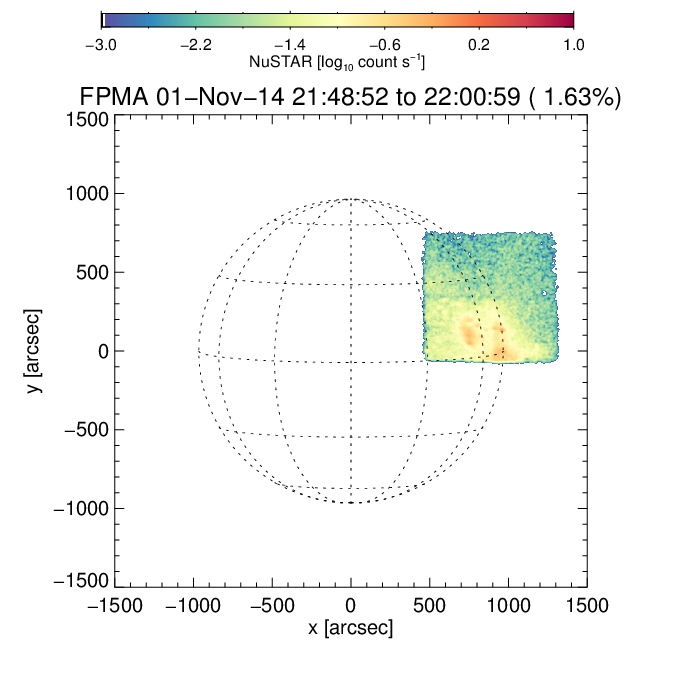 −3.0 −2.2 −1.4 −0.6 0.2 1.0
NuSTAR [log₁₀ count s⁻¹]
FPMA 01−Nov−14 21:48:52 to 22:00:59 ( 1.63%)
1500
1000
500
0
−500
−1000
−1500
y [arcsec]
−1500 −1000 −500 0 500 1000 1500
x [arcsec]